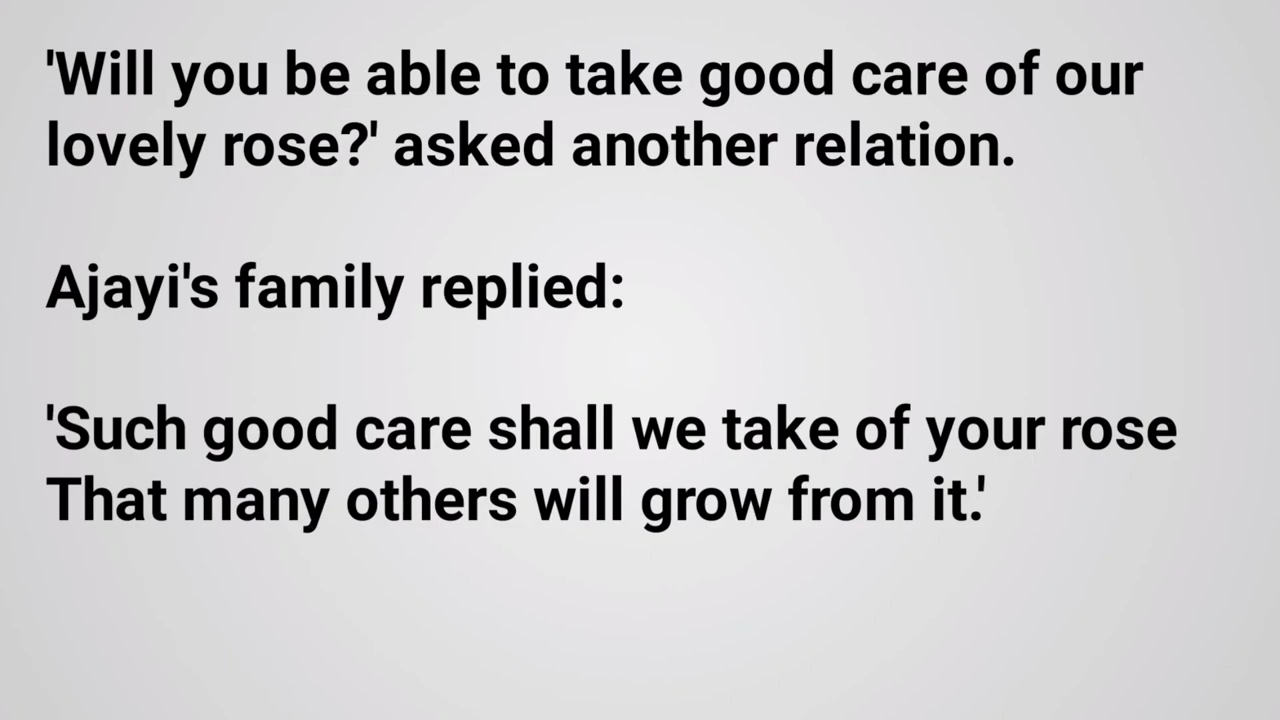 'Will you be able to take good care of our
lovely rose?' asked another relation.
Ajayi's family replied:
'Such good care shall we take of your rose
That many others will grow from it.'